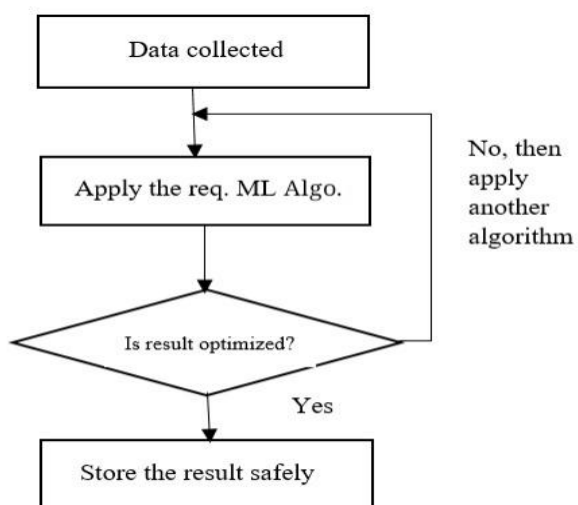 Data collected
Apply the req. ML Algo.
No, then
apply
another
algorithm
Is result optimized?
Yes
Store the result safely